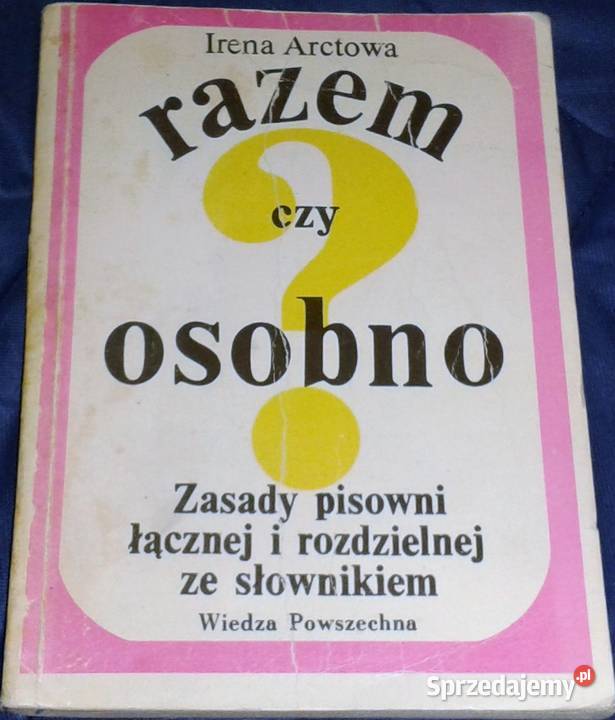 Irena Arctowa
razem
czy
osobno
Zasady pisowni
łącznej i rozdzielnej
ze słownikiem
Wiedza Powszechna
Sprzedajemy.pl